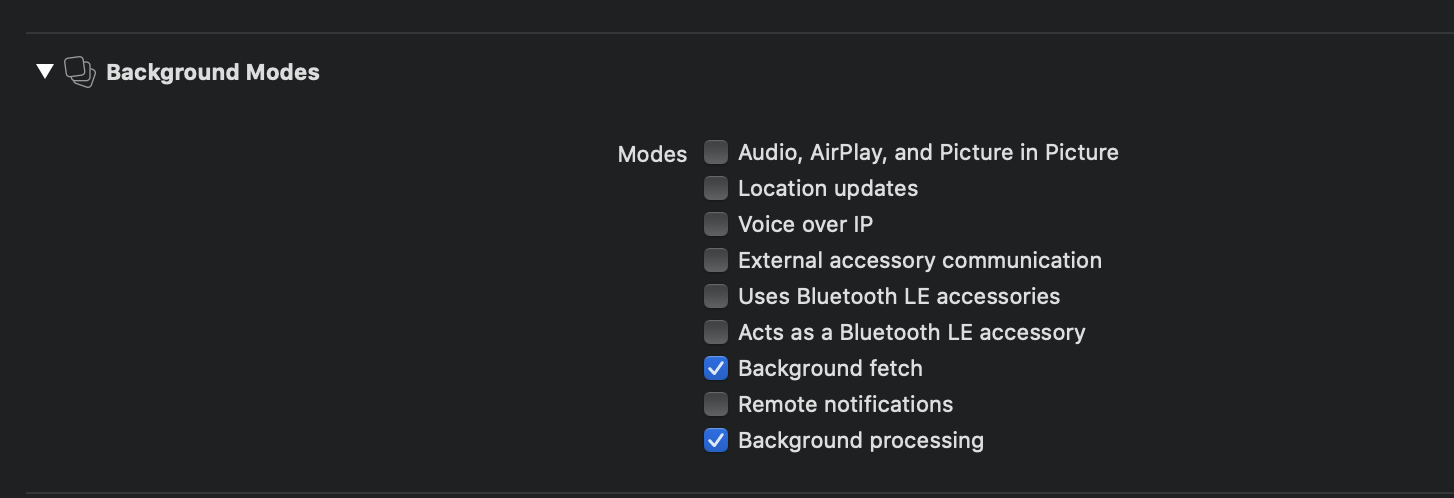 Background Modes
Modes
Audio, AirPlay, and Picture in Picture
Location updates
Voice over IP
External accessory communication
Uses Bluetooth LE accessories
Acts as a Bluetooth LE accessory
Background fetch
Remote notifications
Background processing